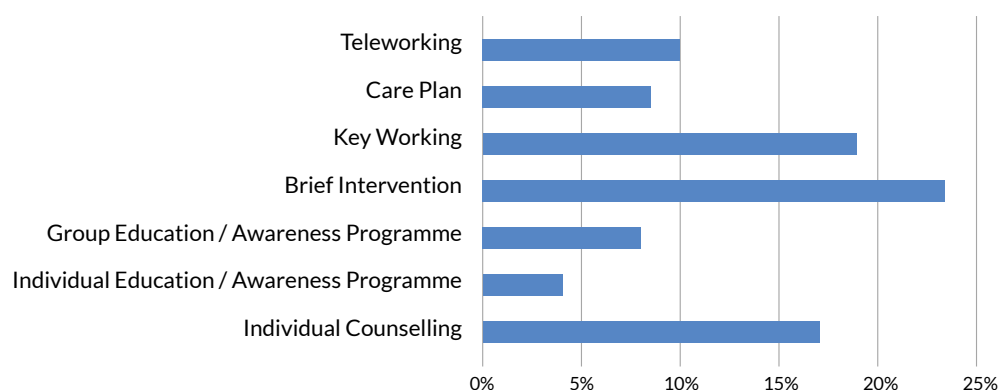 Teleworking
Care Plan
Key Working
Brief Intervention
Group Education / Awareness Programme
Individual Education / Awareness Programme
Individual Counselling
0% 5% 10% 15% 20% 25%